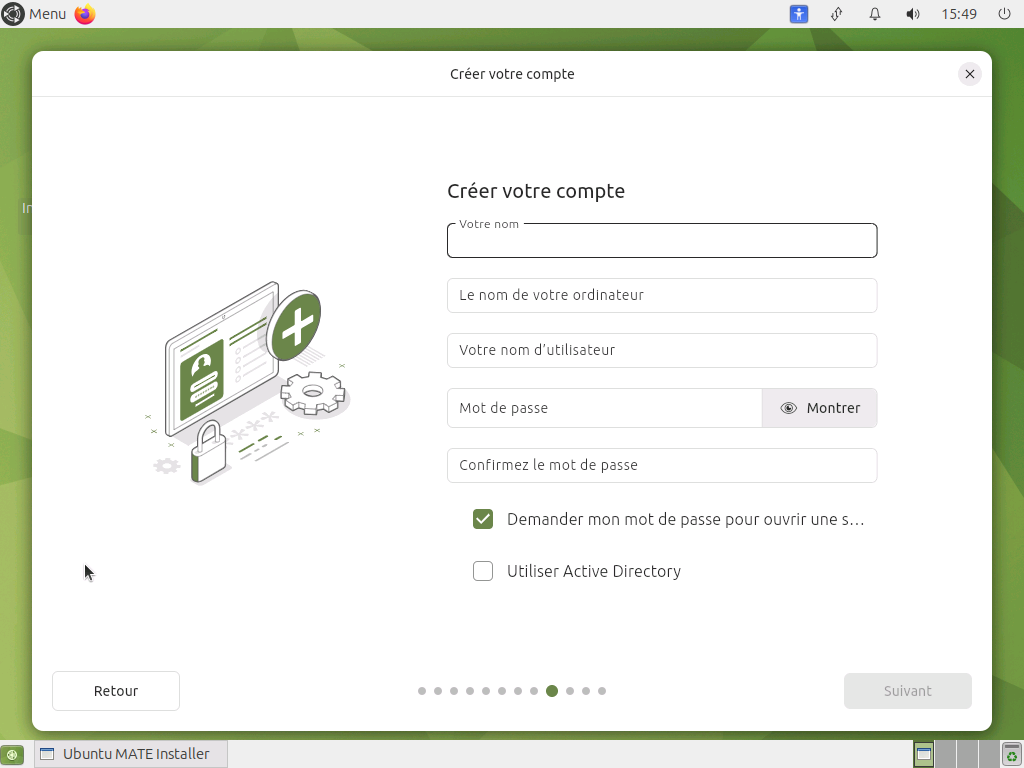 Menu
15:49
Créer votre compte
In
Créer votre compte
Votre nom
Le nom de votre ordinateur
Votre nom d’utilisateur
Mot de passe
Montrer
Confirmez le mot de passe
Demander mon mot de passe pour ouvrir une s…
Utiliser Active Directory
Retour
Suivant
Ubuntu MATE Installer